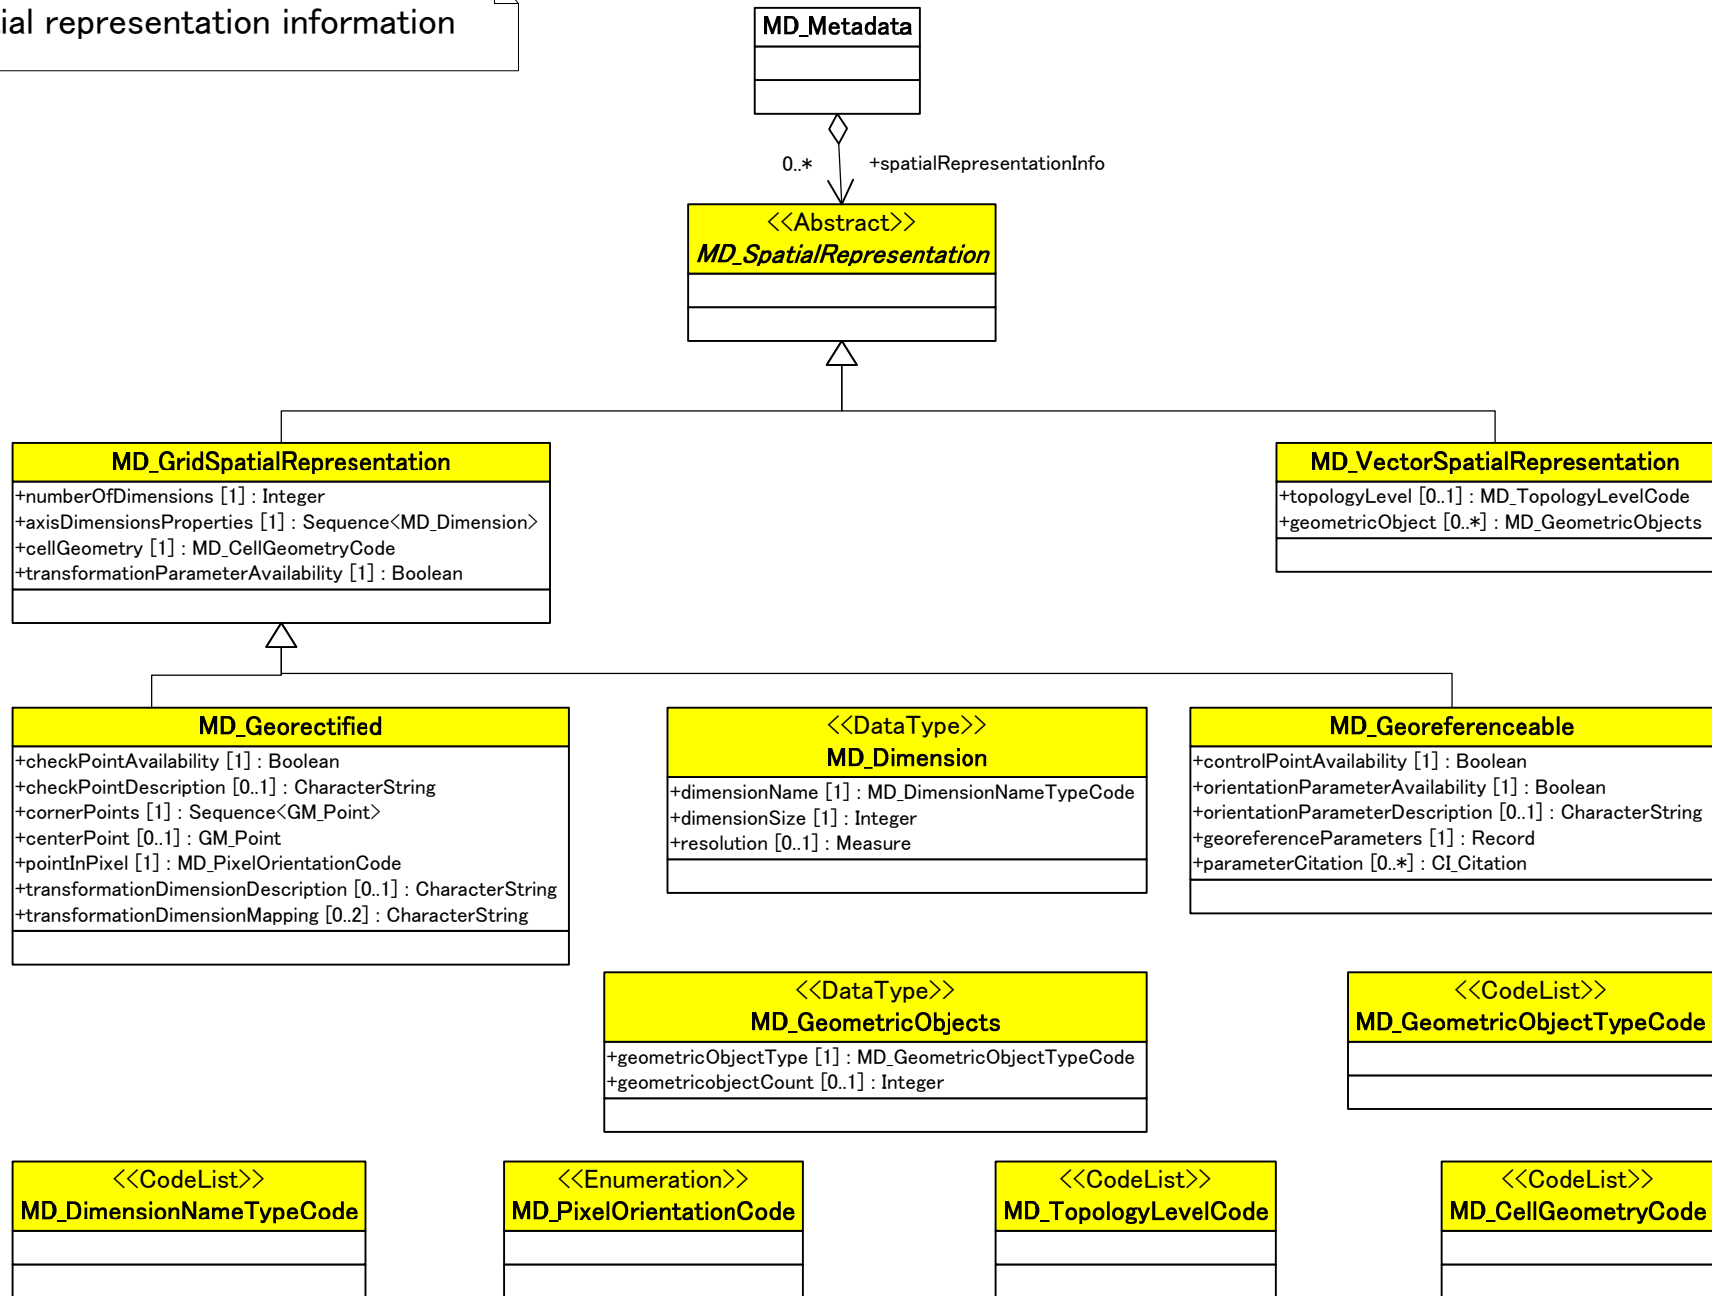 ial representation information
MD_Metadata
0..*
+spatialRepresentationInfo
<<Abstract>>
MD_SpatialRepresentation
MD_GridSpatialRepresentation
+numberOfDimensions [1] : Integer
+axisDimensionsProperties [1] : Sequence<MD_Dimension>
+cellGeometry [1] : MD_CellGeometryCode
+transformationParameterAvailability [1] : Boolean
MD_VectorSpatialRepresentation
+topologyLevel [0..1] : MD_TopologyLevelCode
+geometricObject [0..*] : MD_GeometricObjects
MD_Georectified
+checkPointAvailability [1] : Boolean
+checkPointDescription [0..1] : CharacterString
+cornerPoints [1] : Sequence<GM_Point>
+centerPoint [0..1] : GM_Point
+pointInPixel [1] : MD_PixelOrientationCode
+transformationDimensionDescription [0..1] : CharacterString
+transformationDimensionMapping [0..2] : CharacterString
<<DataType>>
MD_Dimension
+dimensionName [1] : MD_DimensionNameTypeCode
+dimensionSize [1] : Integer
+resolution [0..1] : Measure
MD_Georeferenceable
+controlPointAvailability [1] : Boolean
+orientationParameterAvailability [1] : Boolean
+orientationParameterDescription [0..1] : CharacterString
+georeferenceParameters [1] : Record
+parameterCitation [0..*] : CI_Citation
<<DataType>>
MD_GeometricObjects
+geometricObjectType [1] : MD_GeometricObjectTypeCode
+geometricobjectCount [0..1] : Integer
<<CodeList>>
MD_GeometricObjectTypeCode
<<CodeList>>
MD_DimensionNameTypeCode
<<Enumeration>>
MD_PixelOrientationCode
<<CodeList>>
MD_TopologyLevelCode
<<CodeList>>
MD_CellGeometryCode